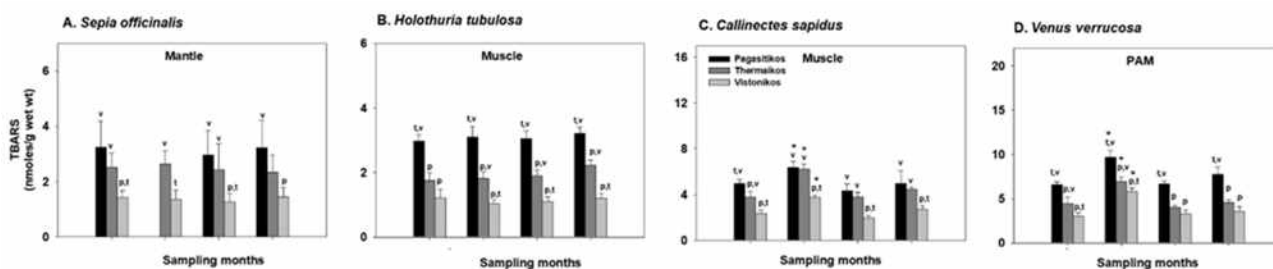 A. Sepia officinalis
B. Holothuria tubulosa
C. Callinectes sapidus
D. Venus verrucosa
TBARS
(nmoles/g wet wt)
Mantle
6
4
2
0
v
v
p,t
v
t
v
v
p,t
v
p,t
Sampling months
Muscle
6
4
2
0
t,v
p
p
t,v
p
p,t
t,v
p,v
p,t
t,v
p,v
p,t
Sampling months
Muscle
Pagasitikos
Thermaikos
Vistonikos
16
12
8
4
0
t,v
p,v
p,t
*
v
*
v
*
p,t
v
v
p,t
v
v
p,t
Sampling months
PAM
20
15
10
5
0
t,v
p,v
p,t
*
t,v
*
p,v
*
p,t
t,v
p
p
t,v
p
p
Sampling months